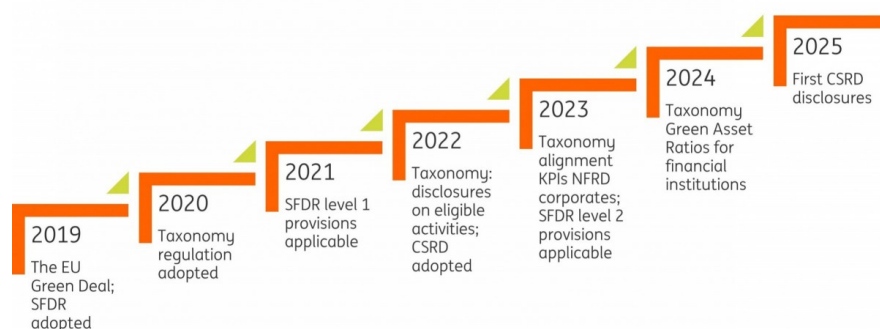 2019
The EU
Green Deal;
SFDR
adopted
2020
Taxonomy
regulation
adopted
2021
SFDR level 1
provisions
applicable
2022
Taxonomy:
disclosures
on eligible
activities;
CSRD
adopted
2023
Taxonomy
alignment
KPIs NFRD
corporates;
SFDR level 2
provisions
applicable
2024
Taxonomy
Green Asset
Ratios for
financial
institutions
2025
First CSRD
disclosures